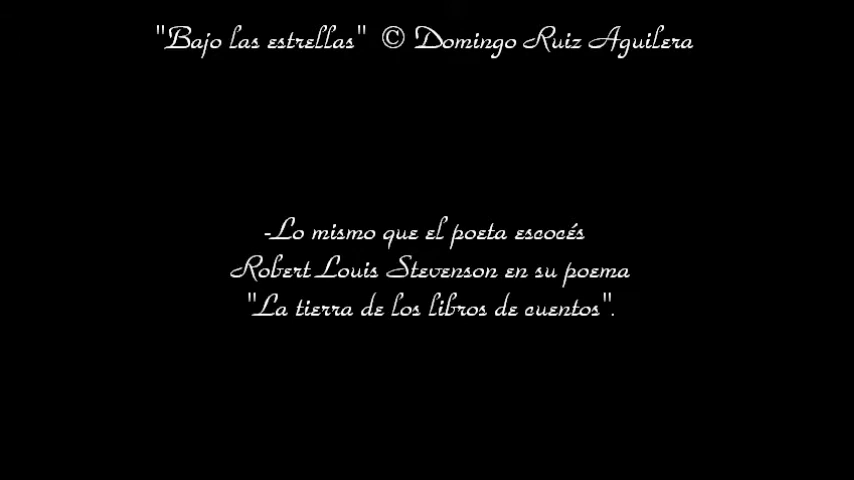 "Bajo las estrellas" © Domingo Ruiz Aguilera
-Lo mismo que el poeta escocés
Robert Louis Stevenson en su poema
"La tierra de los libros de cuentos".